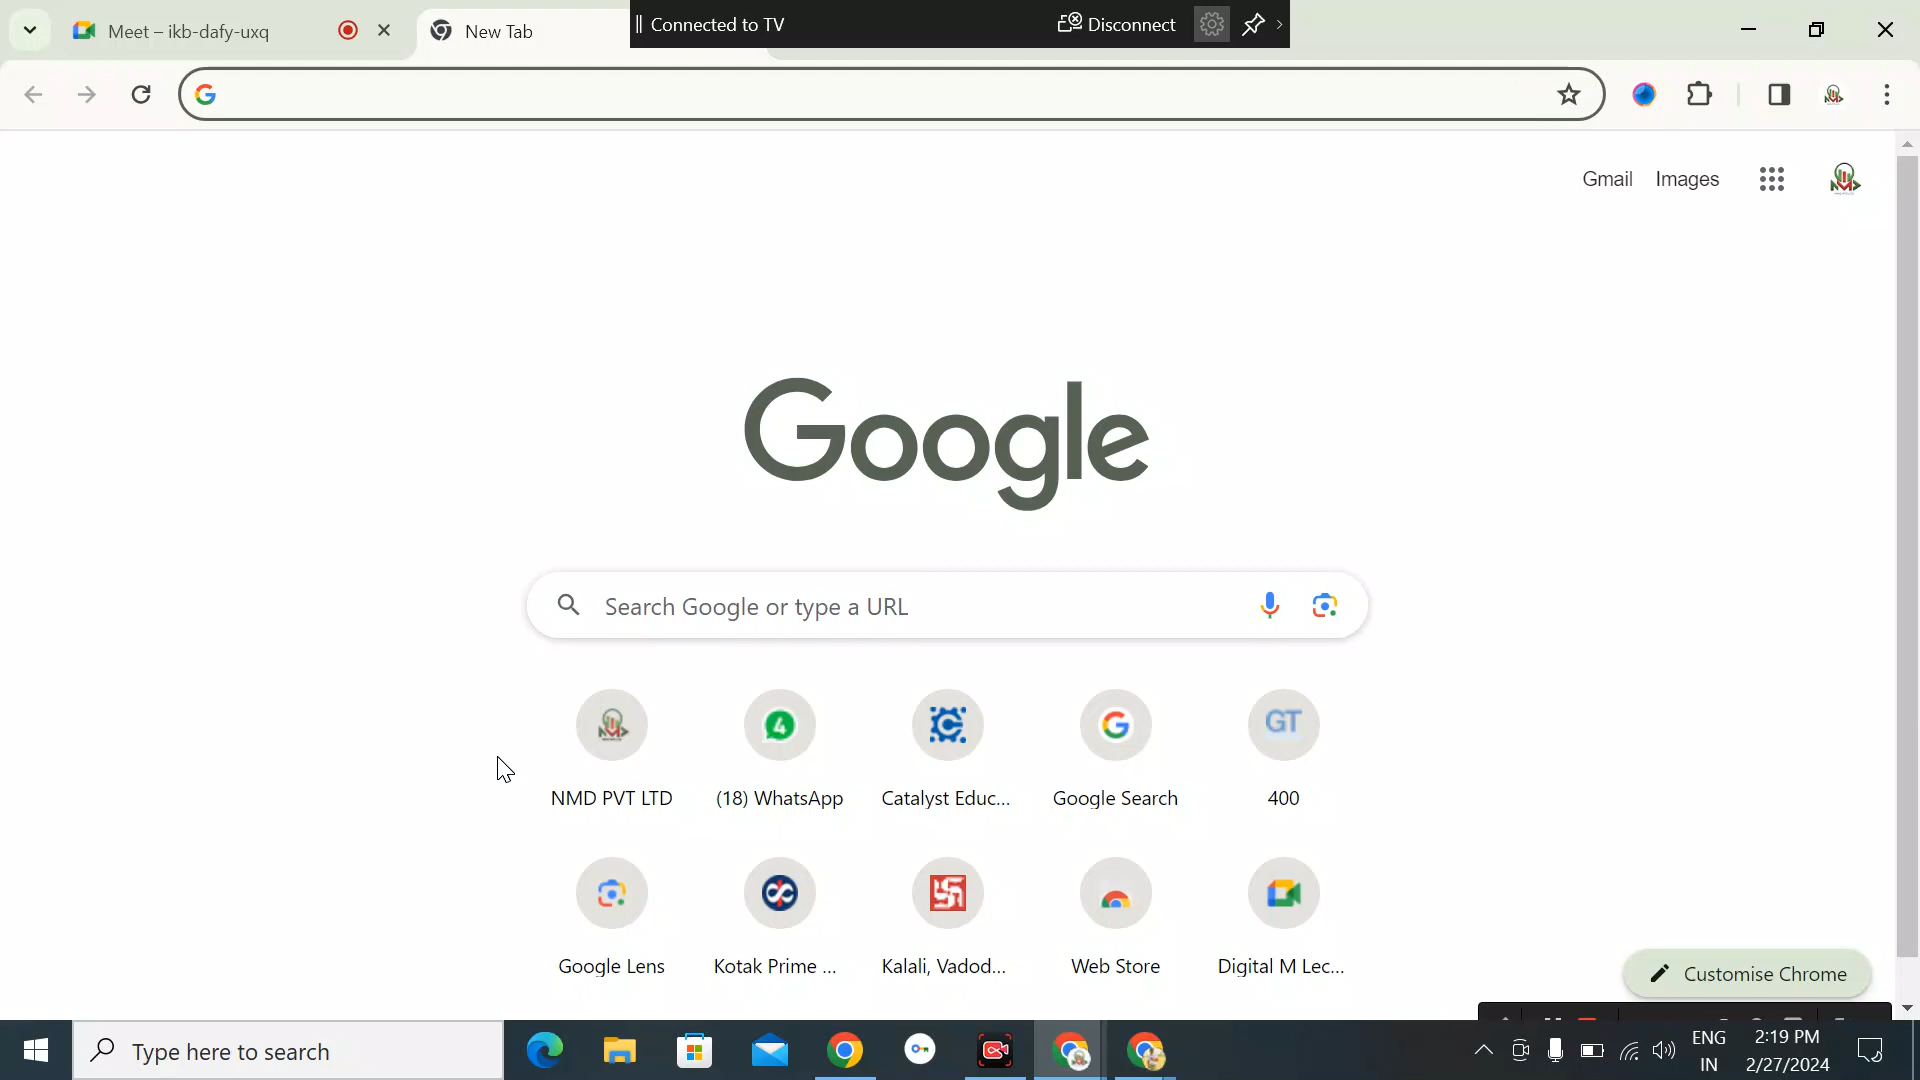 Meet – ikb-dafy-uxq
New Tab
Connected to TV
Disconnect
Gmail
Images
Google
Search Google or type a URL
NMD PVT LTD
4
(18) WhatsApp
Catalyst Educ...
Google Search
GT
400
Google Lens
Kotak Prime ...
Kalali, Vadod...
Web Store
Digital M Lec...
Customise Chrome
Type here to search
ENG
IN
2:19 PM
2/27/2024